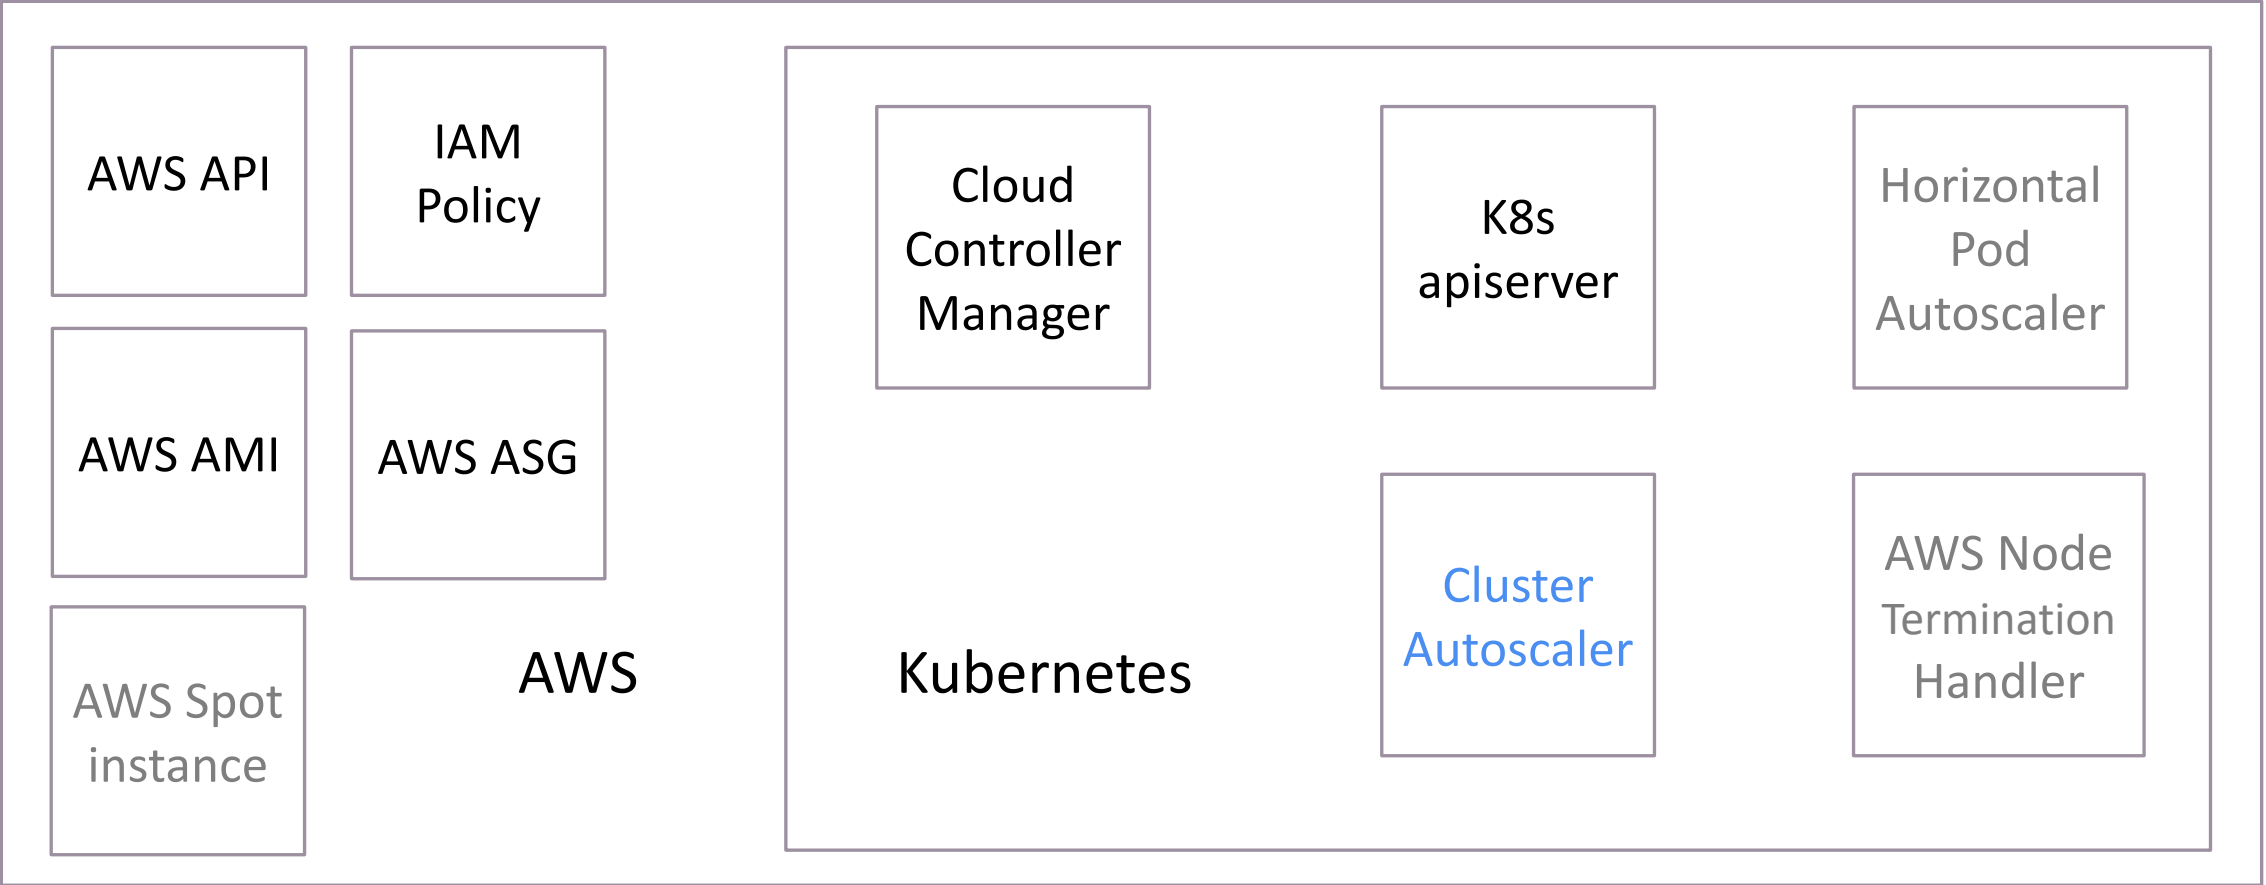 AWS API
IAM
Policy
AWS AMI
AWS ASG
AWS Spot
instance
AWS
Cloud
Controller
Manager
K8s
apiserver
Horizontal
Pod
Autoscaler
Kubernetes
Cluster
Autoscaler
AWS Node
Termination
Handler